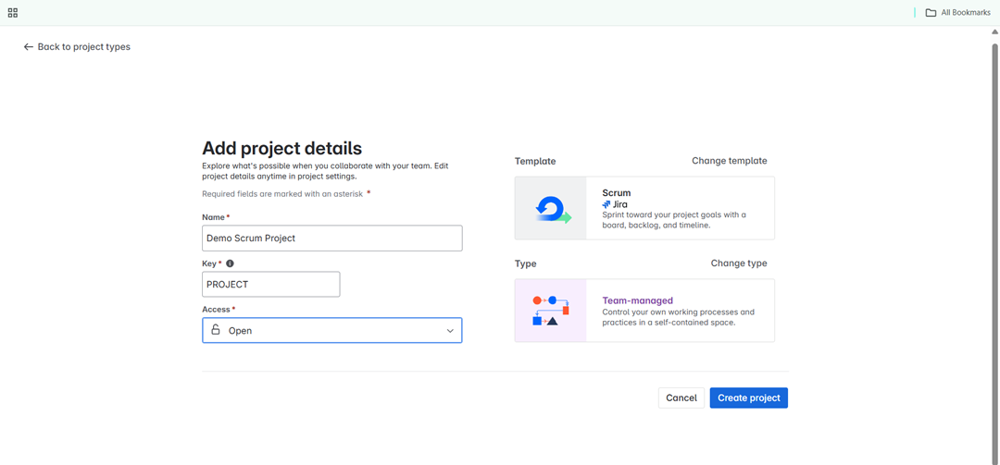 All Bookmarks
Back to project types
Add project details
Explore what's possible when you collaborate with your team. Edit
project details anytime in project settings.
Required fields are marked with an asterisk *
Name *
Demo Scrum Project
Key *
PROJECT
Access *
Open
Template
Change template
Scrum
Jira
Sprint toward your project goals with a
board, backlog, and timeline.
Type
Change type
Team-managed
Control your own working processes and
practices in a self-contained space.
Cancel
Create project